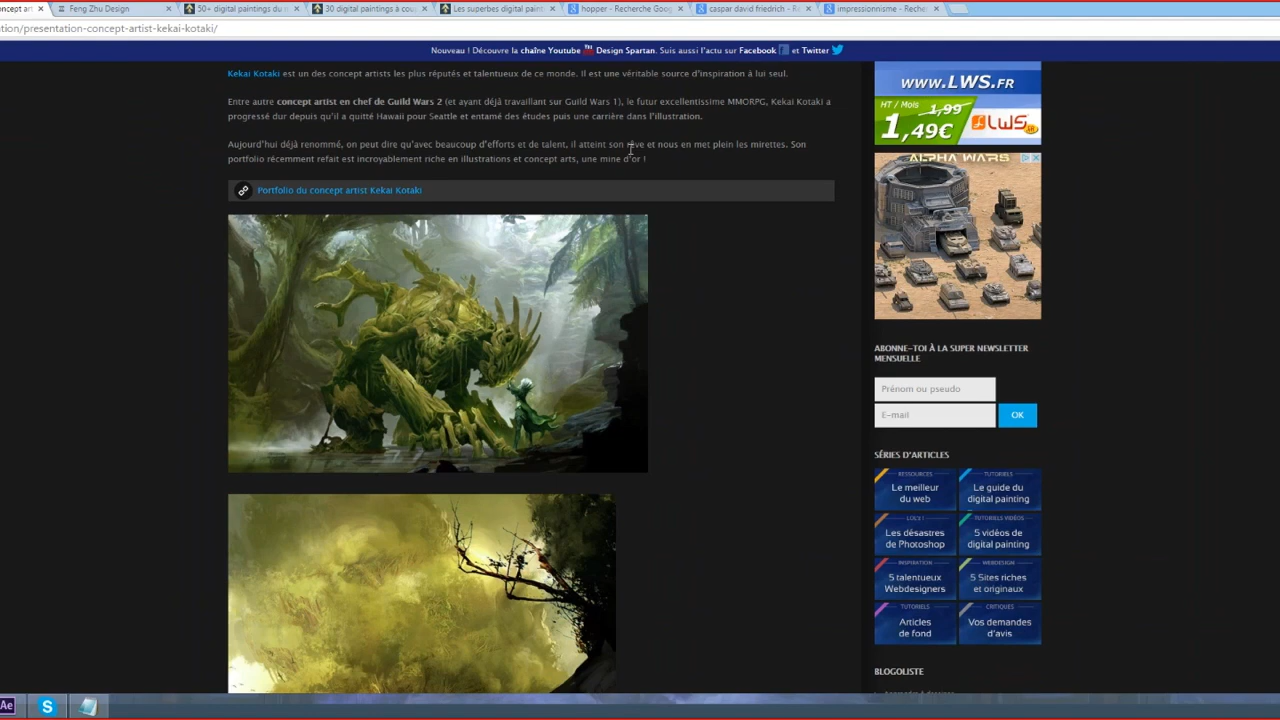 oncept ar
Feng Zhu Design
50+ digital paintings du
30 digital paintings à cou
Les superbes digital paint
hopper - Recherche Goog
caspar david friedrich - R
impressionnisme - Reche
tion/presentation-concept-artist-kekai-kotaki/
Nouveau ! Découvre la chaîne Youtube Design Spartan. Suis aussi l'actu sur Facebook et Twitter
Kekai Kotaki est un des concept artists les plus réputés et talentueux de ce monde. Il est une véritable source d'inspiration à lui seul.
Entre autre concept artist en chef de Guild Wars 2 (et ayant déjà travaillant sur Guild Wars 1), le futur excellentissime MMORPG, Kekai Kotaki a
progressé dur depuis qu'il a quitté Hawaii pour Seattle et entamé des études puis une carrière dans l'illustration.
Aujourd'hui déjà renommé, on peut dire qu'avec beaucoup d'efforts et de talent, il atteint son rêve et nous en met plein les mirettes. Son
portfolio récemment refait est incroyablement riche en illustrations et concept arts, une mine d'or !
Portfolio du concept artist Kekai Kotaki
www.LWS.FR
HT / Mois 1,99
1,49€ LWS
ALPHA WARS
ABONNE-TOI À LA SUPER NEWSLETTER
MENSUELLE
Prénom ou pseudo
E-mail
OK
SÉRIES D'ARTICLES
RESSOURCES
Le meilleur
du web
TUTORIELS
Le guide du
digital painting
LOCV !
Les désastres
de Photoshop
TUTORIELS VIDÉOS
5 vidéos de
digital painting
INSPIRATION
5 talentueux
Webdesigners
WEBDESIGN
5 Sites riches
et originaux
TUTORIELS
Articles
de fond
CRITIQUES
Vos demandes
d'avis
BLOGOLISTE
Ae